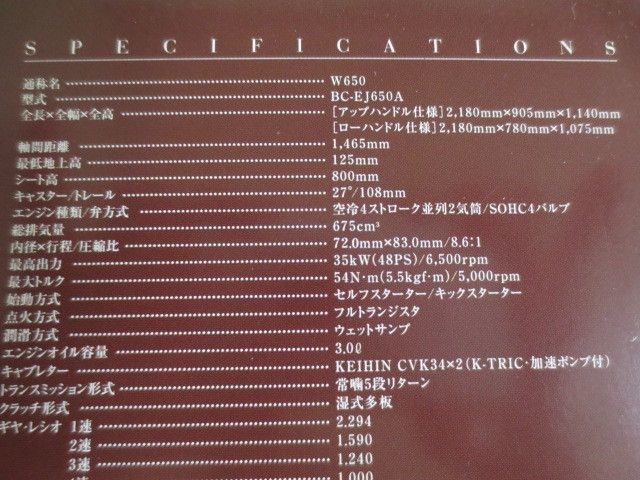 SPECIFICATIONS
通称名 W650
型式 BC-EJ650A
全長×全幅×全高 [アップハンドル仕様]2,180mm×905mm×1,140mm
[ローハンドル仕様]2,180mm×780mm×1,075mm
軸間距離 1,465mm
最低地上高 125mm
シート高 800mm
キャスター/トレール 27°/108mm
エンジン種類/弁方式 空冷4ストローク並列2気筒/SOHC4バルブ
総排気量 675cm³
内径×行程/圧縮比 72.0mm×83.0mm/8.6:1
最高出力 35kW(48PS)/6,500rpm
最大トルク 54N·m(5.5kgf·m)/5,000rpm
始動方式 セルフスターター/キックスターター
点火方式 フルトランジスタ
潤滑方式 ウェットサンプ
エンジンオイル容量 3.0ℓ
キャブレター KEIHIN CVK34×2(K-TRIC・加速ポンプ付)
トランスミッション形式 常噛5段リターン
クラッチ形式 湿式多板
ギヤ・レシオ 1速 2.294
2速 1.590
3速 1.240
4速 1.000